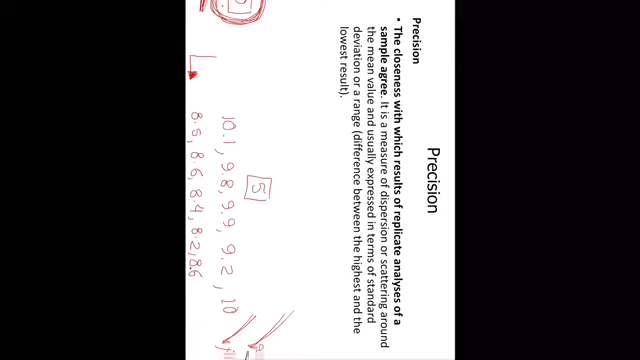 Precision
Precision
• The closeness with which results of replicate analyses of a
sample agree. It is a measure of dispersion or scattering around
the mean value and usually expressed in terms of standard
deviation or a range (difference between the highest and the
lowest result).
5
10.1, 9.8, 9.9, 9.2, 10
8.8, 8.6, 8.4, 8.2, 8.6